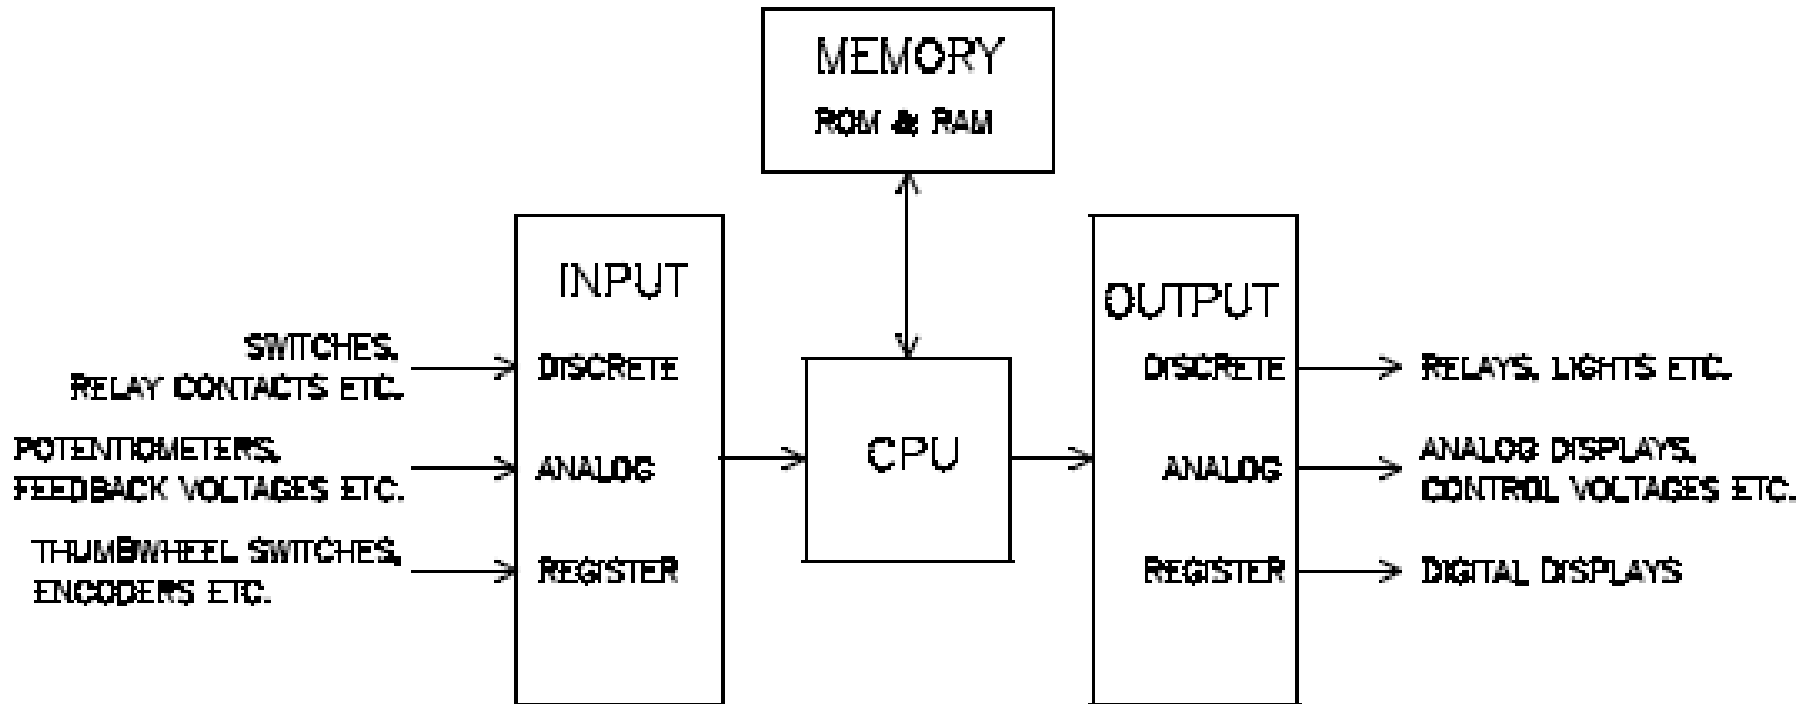 MEMORY
ROM & RAM
INPUT
OUTPUT
SWITCHES,
RELAY CONTACTS ETC.
DISCRETE
DISCRETE
RELAYS, LIGHTS ETC.
POTENTIOMETERS,
FEEDBACK VOLTAGES ETC.
ANALOG
CPU
ANALOG
ANALOG DISPLAYS,
CONTROL VOLTAGES ETC.
THUMBWHEEL SWITCHES,
ENCODERS ETC.
REGISTER
REGISTER
DIGITAL DISPLAYS